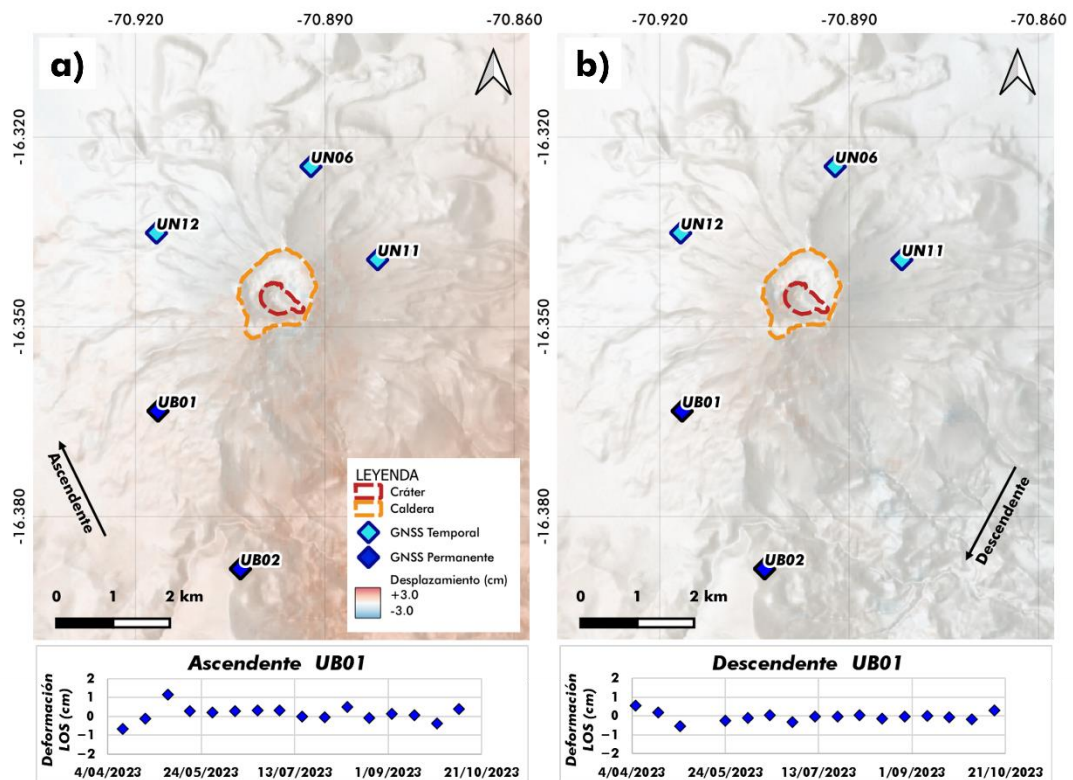 -70.920
-70.890
-70.860
-70.920
-70.890
-70.860
a)
-16.320
UN06
UN12
UN11
-16.350
UB01
Ascendente
-16.380
UB02
0 1 2 km
LEYENDA
Cráter
Caldera
GNSS Temporal
GNSS Permanente
Desplazamiento (cm)
+3.0
-3.0
b)
-16.320
UN06
UN12
UN11
-16.350
UB01
Descendente
-16.380
UB02
0 1 2 km
Ascendente UB01
Deformación
LOS (cm)
2
1
0
−1
−2
4/04/2023 24/05/2023 13/07/2023 1/09/2023 21/10/2023
Descendente UB01
Deformación
LOS (cm)
2
1
0
−1
−2
4/04/2023 24/05/2023 13/07/2023 1/09/2023 21/10/2023